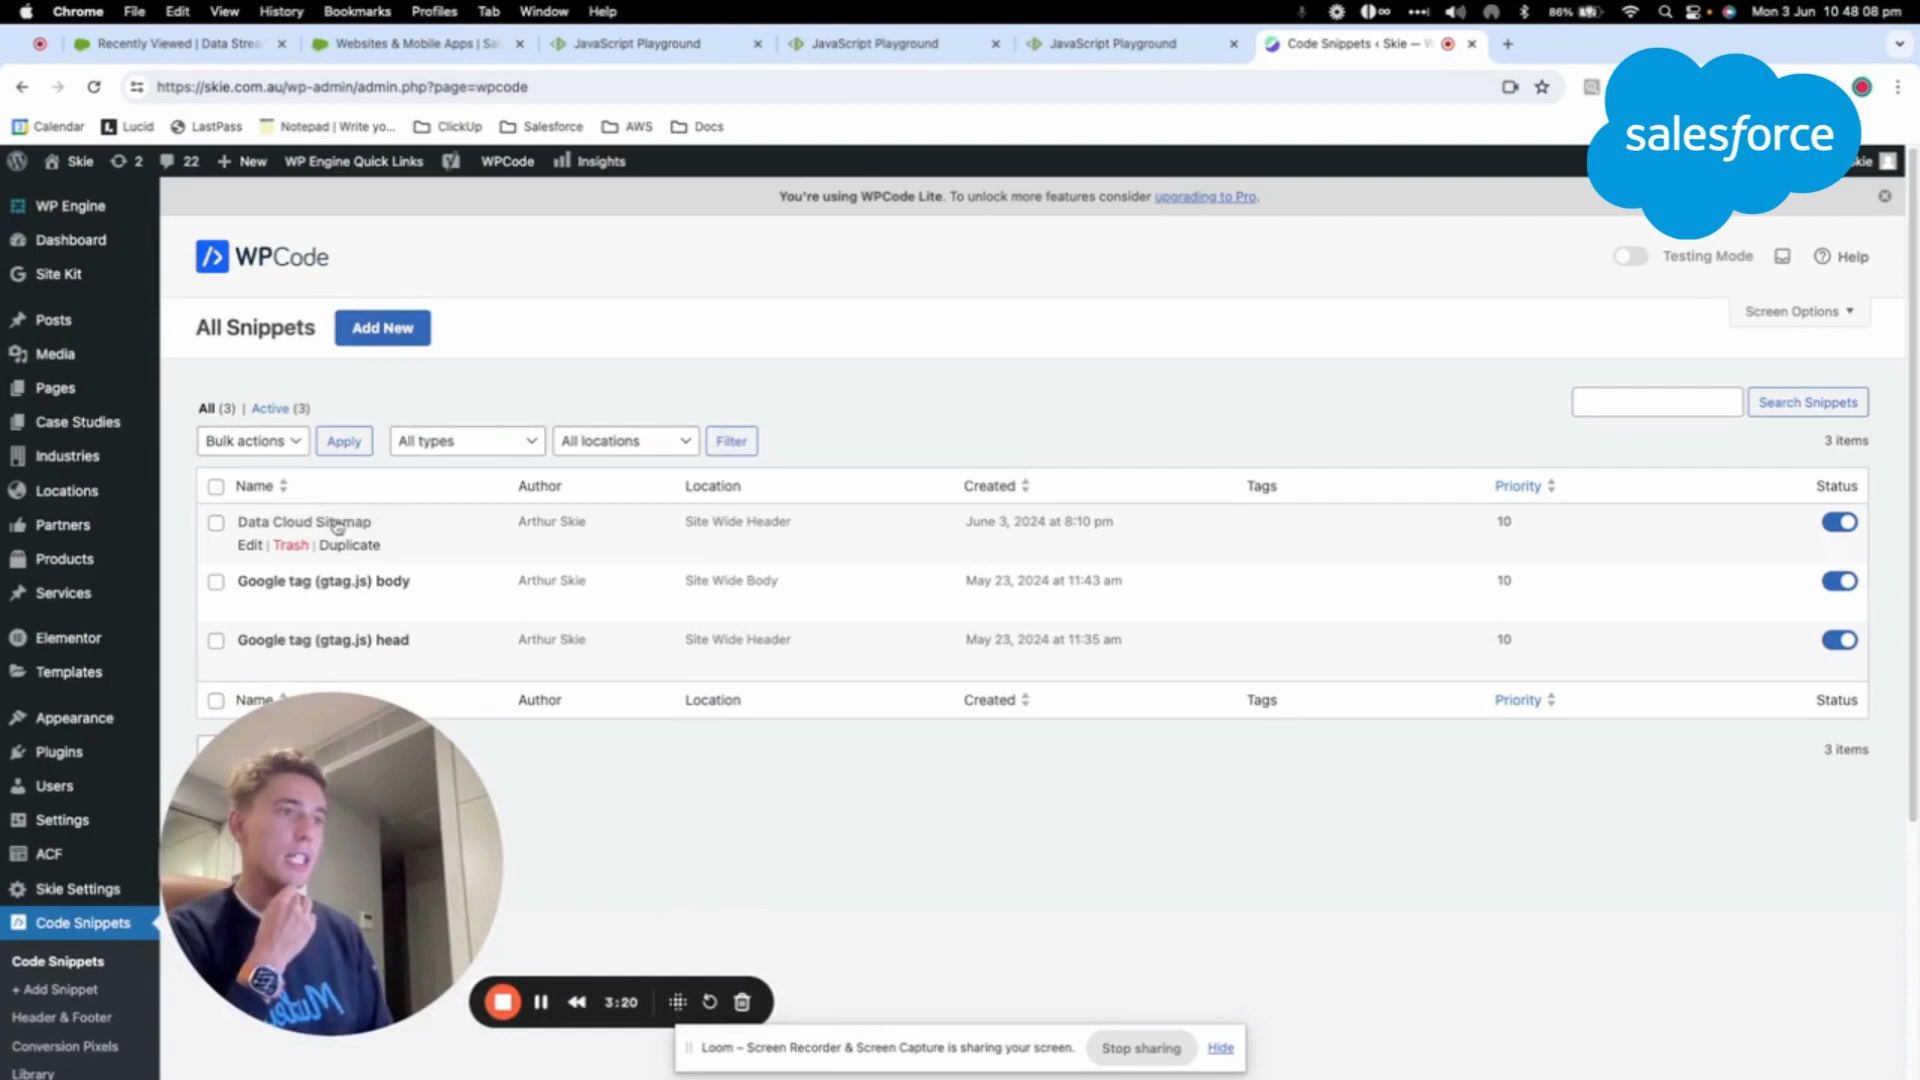 Chrome File Edit View History Bookmarks Profiles Tab Window Help 86% Mon 3 Jun 10 48 08 pm
Recently Viewed | Data Strea Websites & Mobile Apps | Sal JavaScript Playground JavaScript Playground JavaScript Playground Code Snippets ‹ Skie — W
https://skie.com.au/wp-admin/admin.php?page=wpcode
Calendar Lucid LastPass Notepad | Write yo... ClickUp Salesforce AWS Docs
salesforce
Skie 2 22 + New WP Engine Quick Links WPCode Insights
You're using WPCode Lite. To unlock more features consider upgrading to Pro.
WP Engine
Dashboard
Site Kit
Posts
Media
Pages
Case Studies
Industries
Locations
Partners
Products
Services
Elementor
Templates
Appearance
Plugins
Users
Settings
ACF
Skie Settings
Code Snippets
Code Snippets
+ Add Snippet
Header & Footer
Conversion Pixels
Library
WPCode
Testing Mode Help
All Snippets Add New
Screen Options
All (3) | Active (3)
Search Snippets
Bulk actions Apply All types All locations Filter
3 items
Name Author Location Created Tags Priority Status
Data Cloud Sitemap Arthur Skie Site Wide Header June 3, 2024 at 8:10 pm 10
Edit | Trash | Duplicate
Google tag (gtag.js) body Arthur Skie Site Wide Body May 23, 2024 at 11:43 am 10
Google tag (gtag.js) head Arthur Skie Site Wide Header May 23, 2024 at 11:35 am 10
Name Author Location Created Tags Priority Status
3 items
3:20
Loom – Screen Recorder & Screen Capture is sharing your screen. Stop sharing Hide